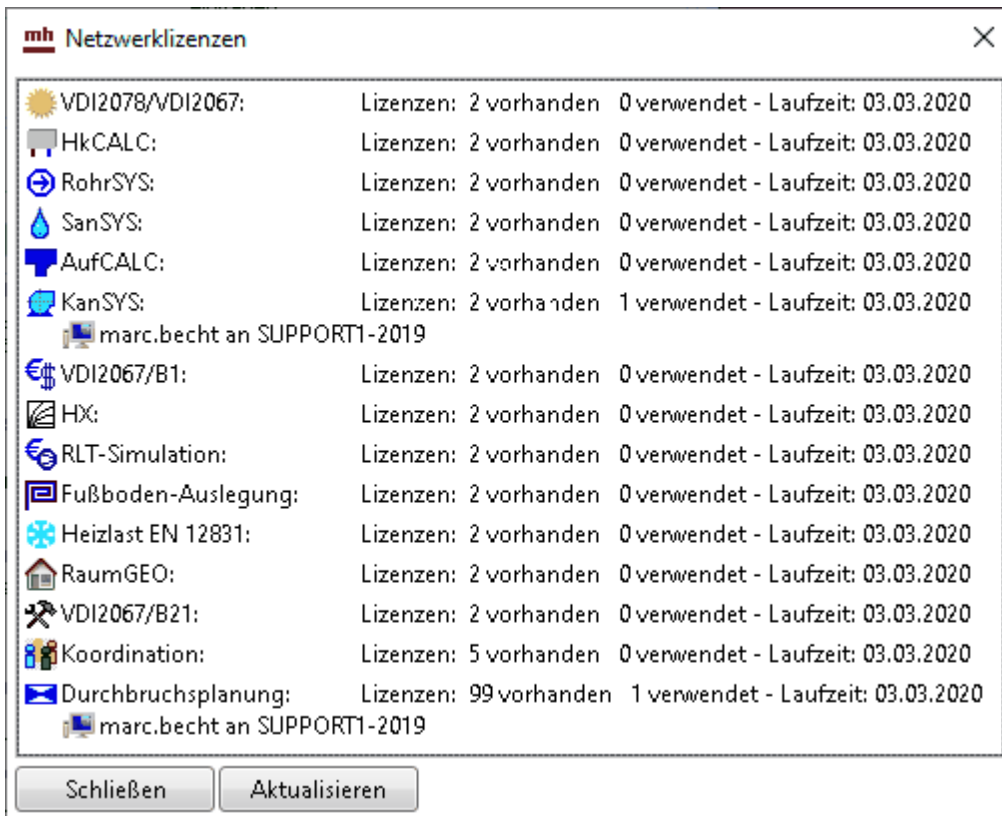 mh Netzwerklizenzen
VDI2078/VDI2067: Lizenzen: 2 vorhanden 0 verwendet - Laufzeit: 03.03.2020
HkCALC: Lizenzen: 2 vorhanden 0 verwendet - Laufzeit: 03.03.2020
RohrSYS: Lizenzen: 2 vorhanden 0 verwendet - Laufzeit: 03.03.2020
SanSYS: Lizenzen: 2 vorhanden 0 verwendet - Laufzeit: 03.03.2020
AufCALC: Lizenzen: 2 vorhanden 0 verwendet - Laufzeit: 03.03.2020
KanSYS: Lizenzen: 2 vorhanden 1 verwendet - Laufzeit: 03.03.2020
marc.becht an SUPPORT1-2019
VDI2067/B1: Lizenzen: 2 vorhanden 0 verwendet - Laufzeit: 03.03.2020
HX: Lizenzen: 2 vorhanden 0 verwendet - Laufzeit: 03.03.2020
RLT-Simulation: Lizenzen: 2 vorhanden 0 verwendet - Laufzeit: 03.03.2020
Fußboden-Auslegung: Lizenzen: 2 vorhanden 0 verwendet - Laufzeit: 03.03.2020
Heizlast EN 12831: Lizenzen: 2 vorhanden 0 verwendet - Laufzeit: 03.03.2020
RaumGEO: Lizenzen: 2 vorhanden 0 verwendet - Laufzeit: 03.03.2020
VDI2067/B21: Lizenzen: 2 vorhanden 0 verwendet - Laufzeit: 03.03.2020
Koordination: Lizenzen: 5 vorhanden 0 verwendet - Laufzeit: 03.03.2020
Durchbruchsplanung: Lizenzen: 99 vorhanden 1 verwendet - Laufzeit: 03.03.2020
marc.becht an SUPPORT1-2019
Schließen Aktualisieren